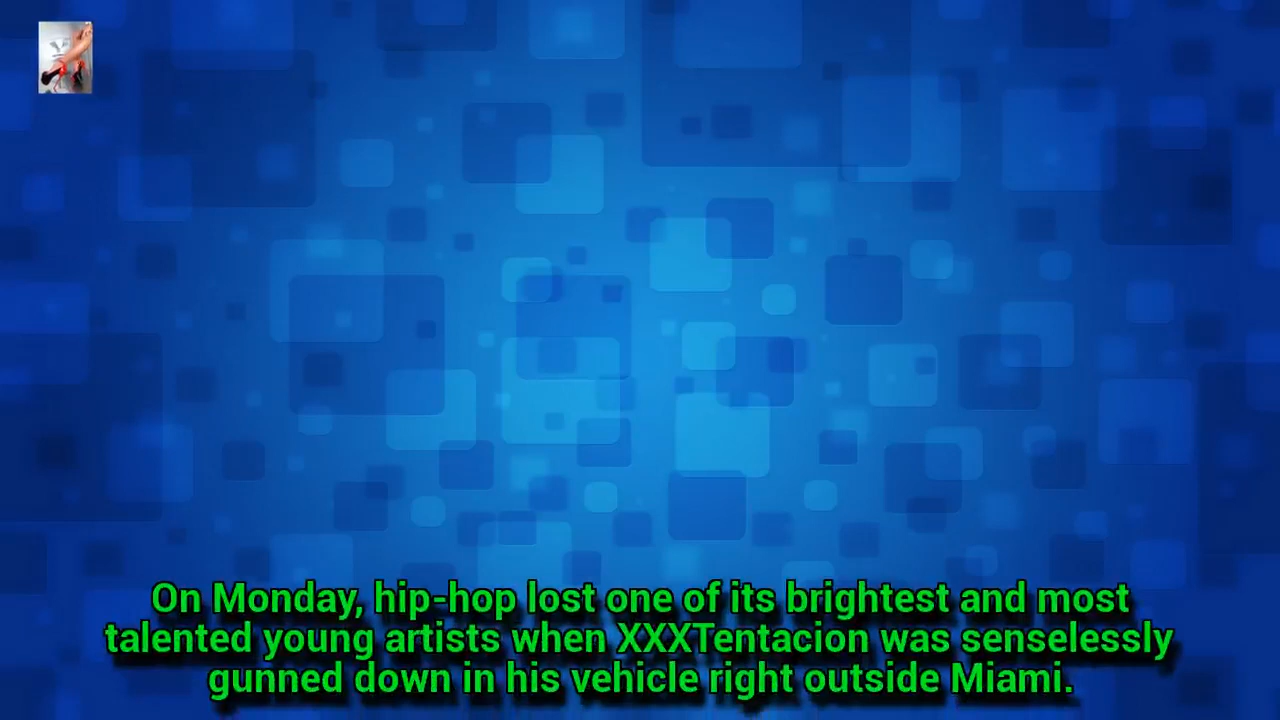 On Monday, hip-hop lost one of its brightest and most
talented young artists when XXXTentacion was senselessly
gunned down in his vehicle right outside Miami.